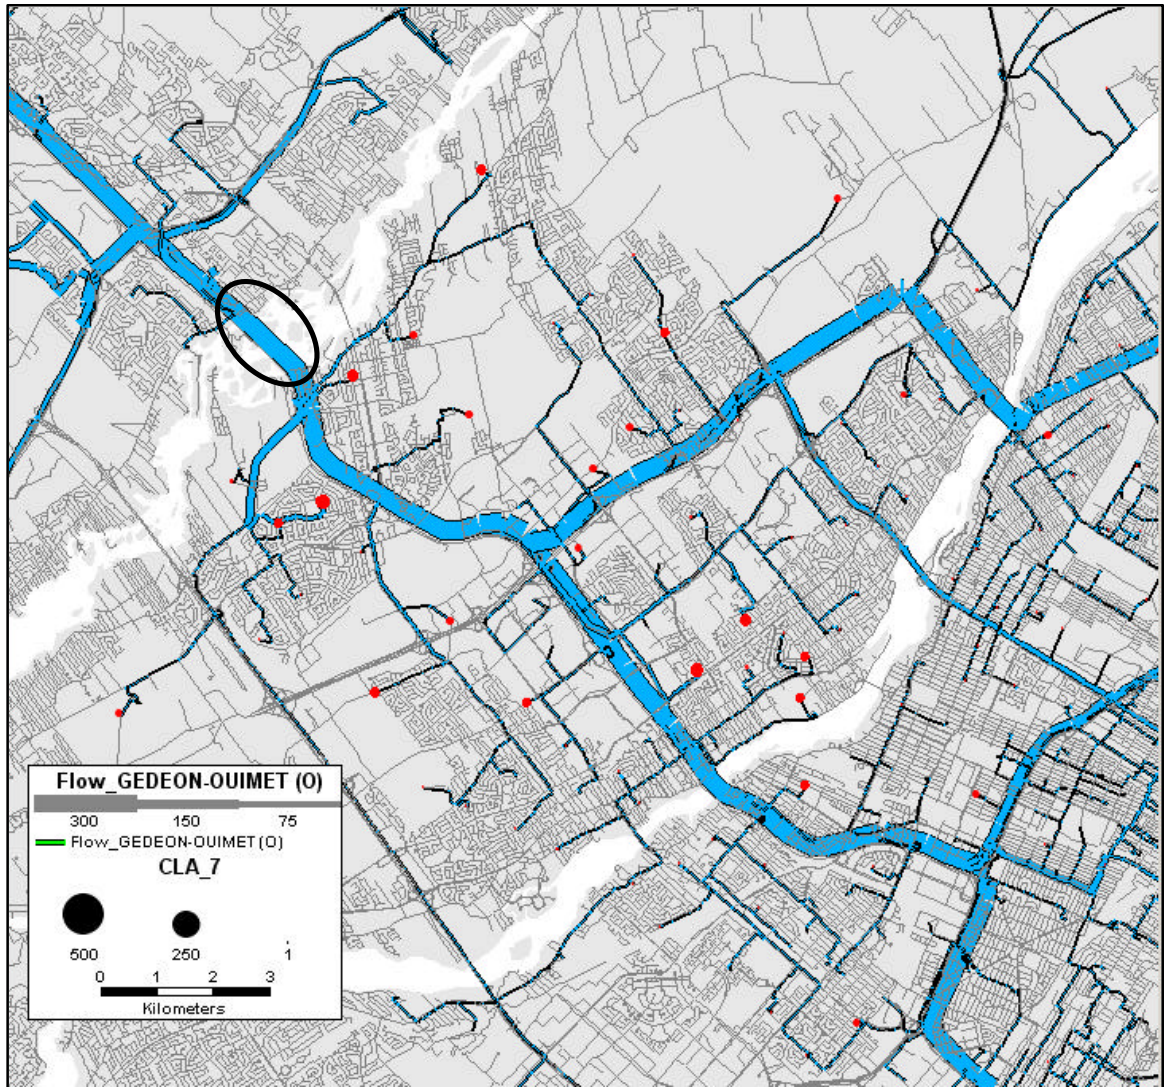 Flow_GEDEON-OUIMET (O)
300 150 75
Flow_GEDEON-OUIMET (O)
CLA_7
500 250 1
0 1 2 3
Kilometers